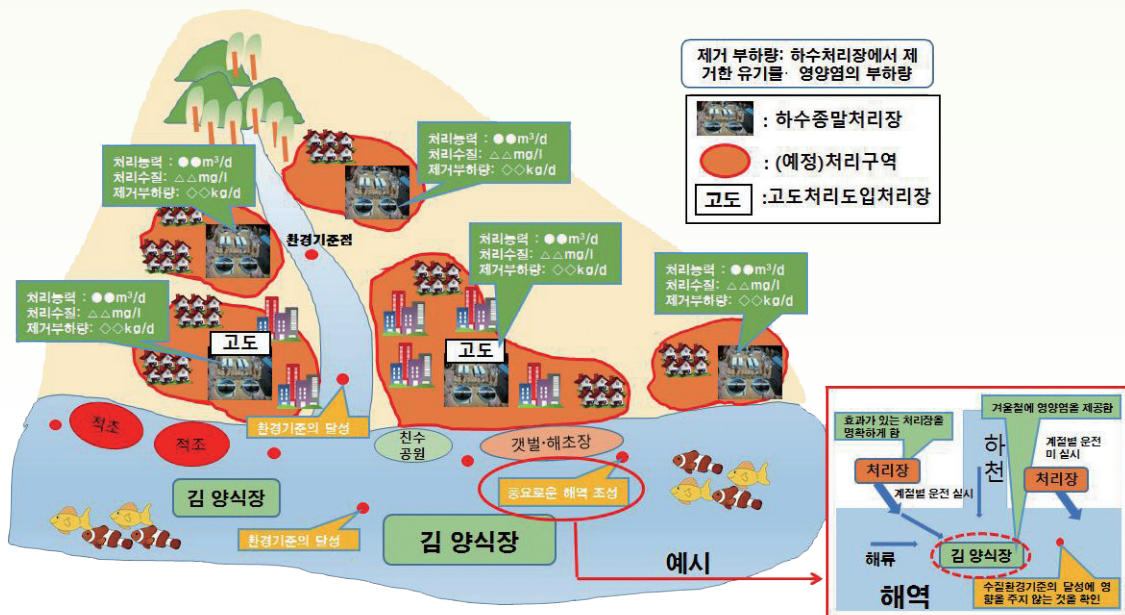 제거 부하량: 하수처리장에서 제
거한 유기물· 영양염의 부하량
: 하수종말처리장
: (예정)처리구역
고도
:고도처리도입처리장
처리능력 : ●●m³/d
처리수질: △△mg/l
제거부하량: ◇◇kg/d
처리능력 : ●●m³/d
처리수질: △△mg/l
제거부하량: ◇◇kg/d
환경기준점
처리능력 : ●●m³/d
처리수질: △△mg/l
제거부하량: ◇◇kg/d
처리능력 : ●●m³/d
처리수질: △△mg/l
제거부하량: ◇◇kg/d
처리능력 : ●●m³/d
처리수질: △△mg/l
제거부하량: ◇◇kg/d
고도
고도
적초
적조
환경기준의 달성
친수
공원
갯벌·해초장
김 양식장
풍요로운 해역 조성
환경기준의 달성
김 양식장
예시
효과가 있는 처리장을
명확하게 함
겨울철에 영양염을 제공함
하천
계절별 운전
미 실시
처리장
처리장
계절별 운전 실시
해류
김 양식장
해역
수질환경기준의 달성에 영
향을 주지 않는 것을 확인